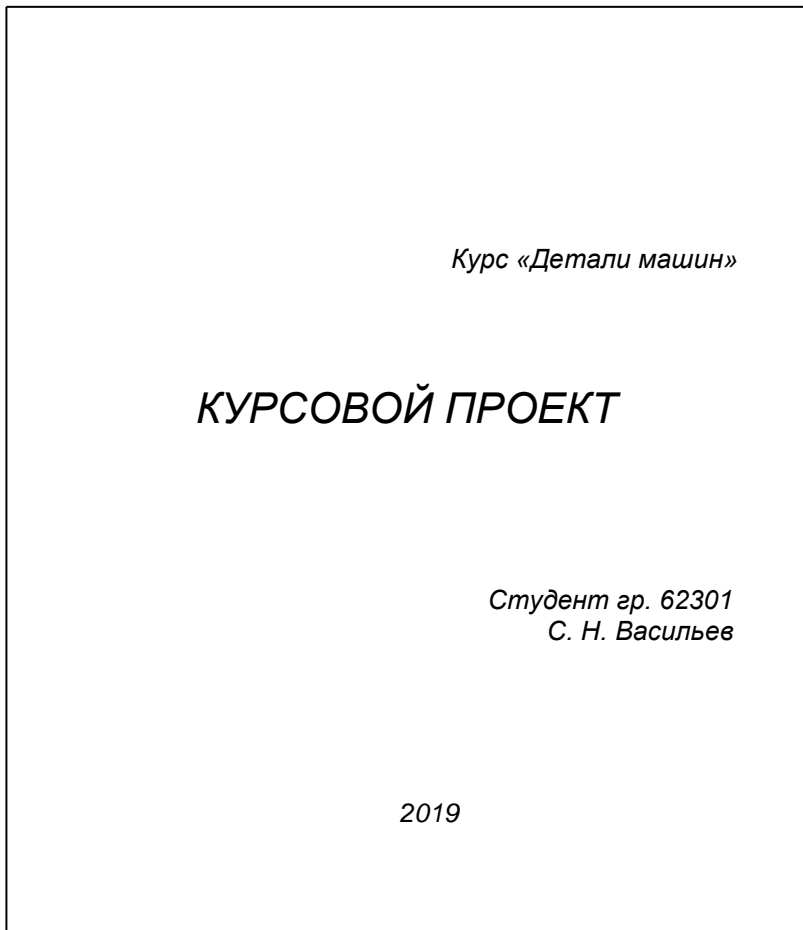 Курс «Детали машин»
КУРСОВОЙ ПРОЕКТ
Студент гр. 62301
С. Н. Васильев
2019